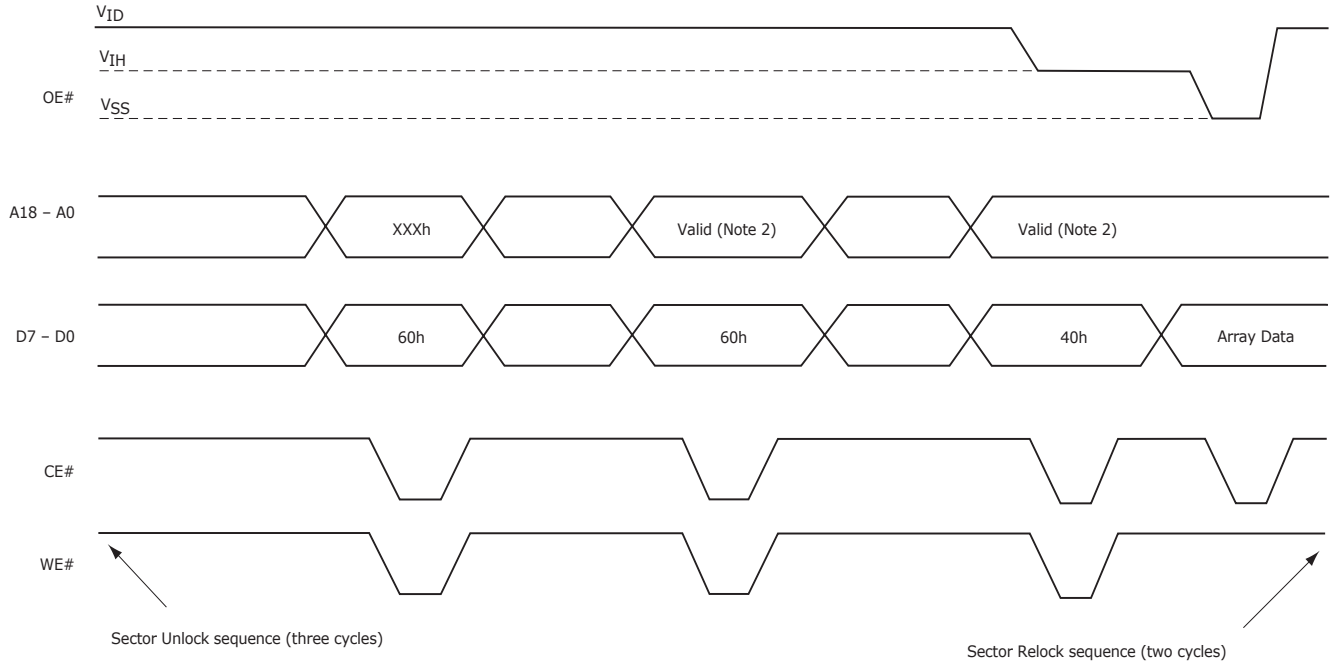 VID
VIH
OE#
VSS
A18 – A0
XXXh
Valid (Note 2)
Valid (Note 2)
D7 – D0
60h
60h
40h
Array Data
CE#
WE#
Sector Unlock sequence (three cycles)
Sector Relock sequence (two cycles)